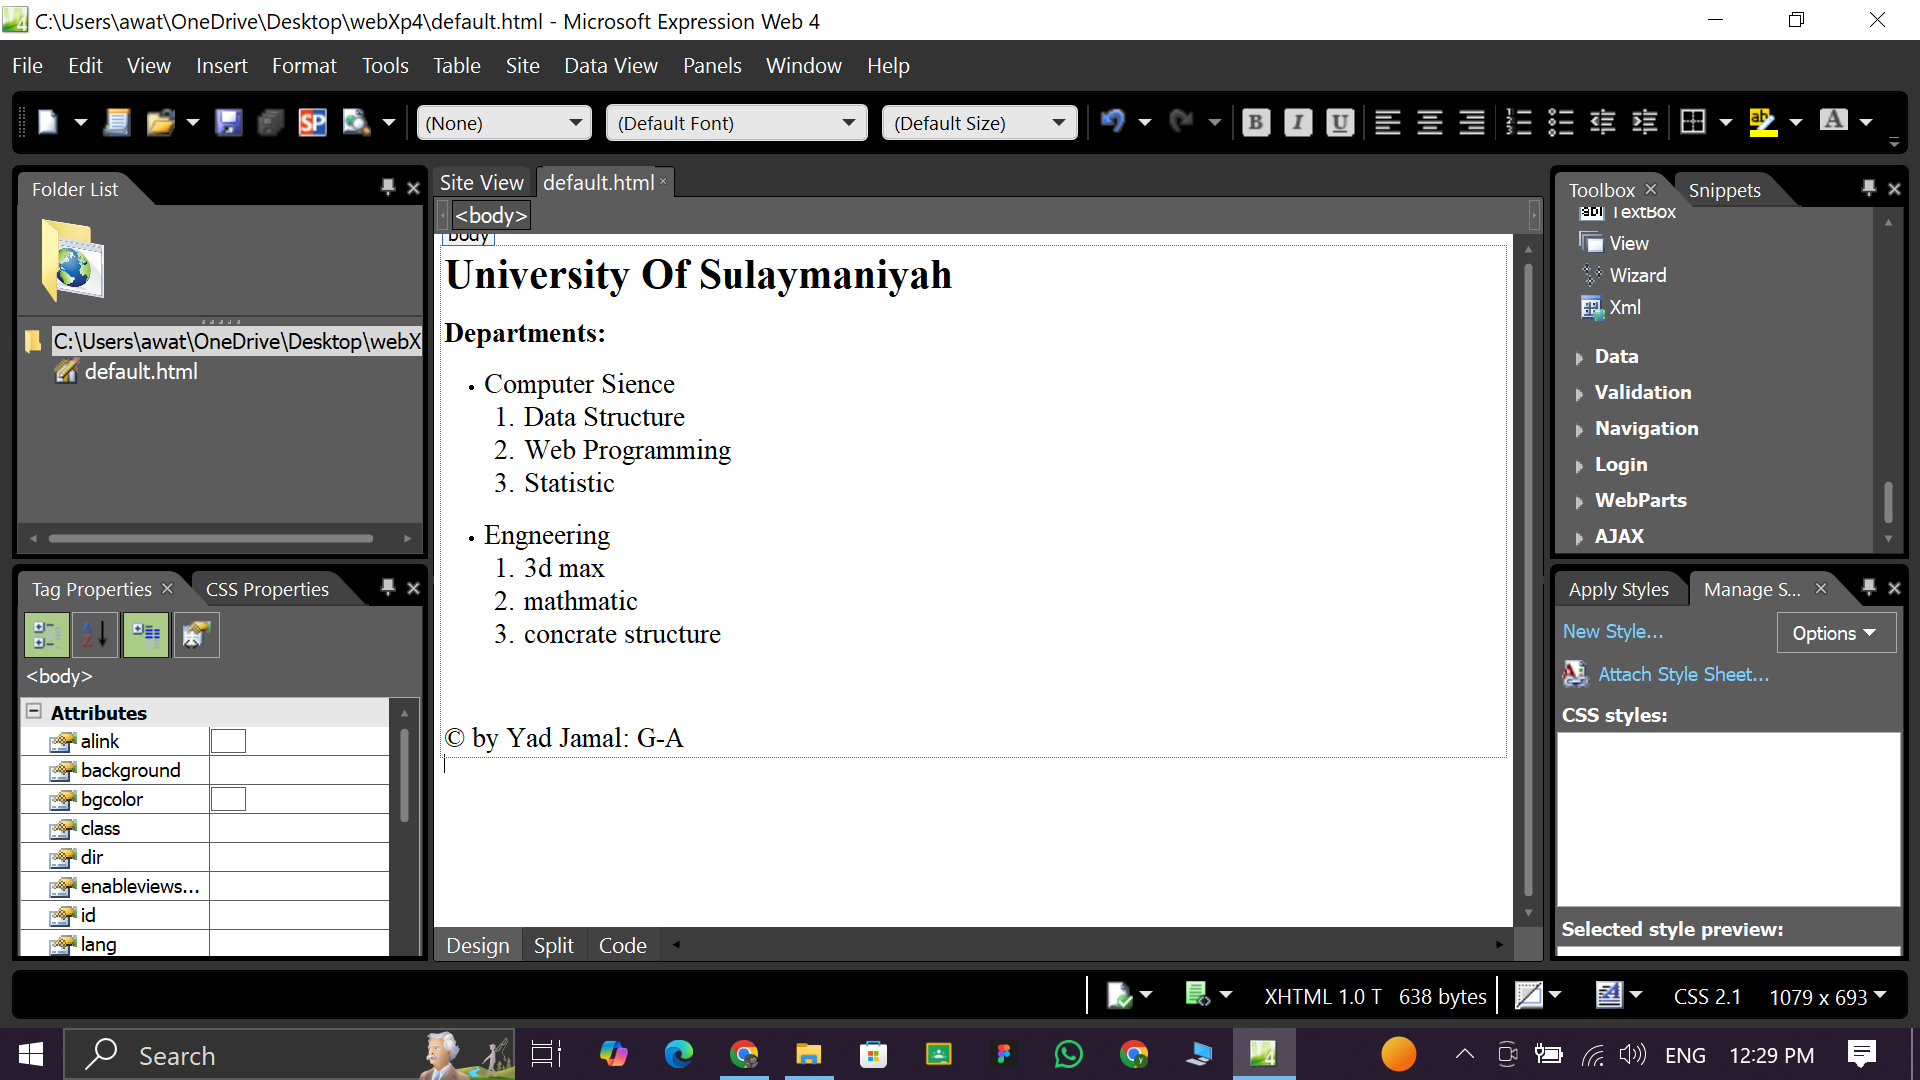 C:\Users\awat\OneDrive\Desktop\webXp4\default.html - Microsoft Expression Web 4
File Edit View Insert Format Tools Table Site Data View Panels Window Help
(None) (Default Font) (Default Size)
Folder List
C:\Users\awat\OneDrive\Desktop\webX
default.html
Tag Properties CSS Properties
<body>
Attributes
alink
background
bgcolor
class
dir
enableviews...
id
lang
Site View default.html
<body>
body
University Of Sulaymaniyah
Departments:
• Computer Sience
1. Data Structure
2. Web Programming
3. Statistic
• Engneering
1. 3d max
2. mathmatic
3. concrate structure
© by Yad Jamal: G-A
Design Split Code
Toolbox Snippets
TextBox
View
Wizard
Xml
Data
Validation
Navigation
Login
WebParts
AJAX
Apply Styles Manage S...
New Style... Options
Attach Style Sheet...
CSS styles:
Selected style preview:
XHTML 1.0 T 638 bytes CSS 2.1 1079 x 693
Search ENG 12:29 PM